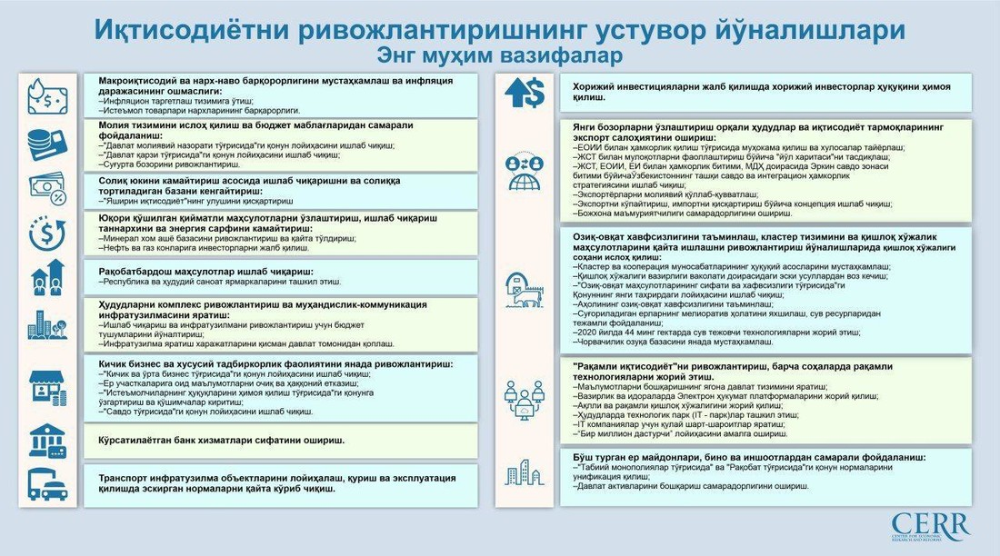 Иқтисодиётни ривожлантиришнинг устувор йўналишлари
Энг муҳим вазифалар
Макроиқтисодий ва нарх-наво барқорорлигини мустаҳкамлаш ва инфляция
даражасининг ошмаслиги:
–Инфляцион таргетлаш тизимига ўтиш;
–Истеъмол товарлари нархларининг барқарорлиги.
Молия тизимини ислоҳ қилиш ва бюджет маблағларидан самарали
фойдаланиш:
–"Давлат молиявий назорати тўғрисида"ги қонун лойиҳасини ишлаб чиқиш;
–"Давлат қарзи тўғрисида"ги қонун лойиҳасини ишлаб чиқиш;
–Суғурта бозорини ривожлантириш.
Солиқ юкини камайтириш асосида ишлаб чиқаришни ва солиққа
тортиладиган базани кенгайтириш:
–"Яширин иқтисодиёт"нинг улушини қисқартириш
Юқори қўшилган қийматли маҳсулотларни ўзлаштириш, ишлаб чиқариш
таннархини ва энергия сарфини камайтириш:
–Минерал хом ашё базасини ривожлантириш ва қайта тўлдириш;
–Нефть ва газ конларига инвесторларни жалб қилиш.
Рақобатбардош маҳсулотлар ишлаб чиқариш:
–Республика ва ҳудудий саноат ярмаркаларини ташкил этиш.
Ҳудудларни комплекс ривожлантириш ва муҳандислик-коммуникация
инфратузилмасини яратиш:
–Ишлаб чиқариш ва инфратузилмани ривожлантириш учун бюджет
тушумларини йўналтириш;
–Инфратузилма яратиш харажатларини қисман давлат томонидан қоплаш.
Кичик бизнес ва хусусий тадбиркорлик фаолиятини янада ривожлантириш:
–"Кичик ва ўрта бизнес тўғрисида"ги қонун лойиҳасини ишлаб чиқиш;
–Ер участкаларига оид маълумотларни очиқ ва ҳаққоний етказиш;
–"Истеъмолчиларнинг ҳуқуқларини ҳимоя қилиш тўғрисида"ги қонунга
ўзгартириш ва қўшимчалар киритиш;
–"Савдо тўғрисида"ги қонун лойиҳасини ишлаб чиқиш.
Кўрсатилаётган банк хизматлари сифатини ошириш.
Транспорт инфратузилма объектларини лойиҳалаш, қуриш ва эксплуатация
қилишда эскирган нормаларни қайта кўриб чиқиш.
Хорижий инвестицияларни жалб қилишда хорижий инвесторлар ҳуқуқини ҳимоя
қилиш.
Янги бозорларни ўзлаштириш орқали ҳудудлар ва иқтисодиёт тармоқларининг
экспорт салоҳиятини ошириш:
–ЕОИИ билан ҳамкорлик қилиш тўғрисида муҳокама қилиш ва хулосалар тайёрлаш;
–ЖСТ билан мулоқотларни фаоллаштириш бўйича "йўл харитаси"ни тасдиқлаш;
–ЖСТ, ЕОИИ, ЕИ билан ҳамкорлик битими, МДҲ доирасида Эркин савдо зонаси
битими бўйичаЎзбекистоннинг ташқи савдо ва интеграцион ҳамкорлик
стратегиясини ишлаб чиқиш;
–Экспортёрларни молиявий қўллаб-қувватлаш;
–Экспортни кўпайтириш, импортни қисқартириш бўйича концепция ишлаб чиқиш;
–Божхона маъмуриятчилиги самарадорлигини ошириш.
Озиқ-овқат хавфсизлигини таъминлаш, кластер тизимини ва қишлоқ хўжалик
маҳсулотларини қайта ишлашни ривожлантириш йўналишларида қишлоқ хўжалиги
соҳани ислоҳ қилиш:
–Кластер ва кооперация муносабатларининг ҳуқуқий асосларини мустаҳкамлаш;
–Қишлоқ хўжалиги вазирлиги ваколати доирасидаги эски усуллардан воз кечиш;
–"Озиқ-овқат маҳсулотларининг сифати ва хафвсизлиги тўғрисида"ги
Қонуннинг янги таҳрирдаги лойиҳасини ишлаб чиқиш;
–Аҳолининг озиқ-овқат хавфсизлигини таъминлаш;
–Суғориладиган ерларнинг мелиоратив ҳолатини яхшилаш, сув ресурсларидан
тежамли фойдаланиш;
–2020 йилда 44 минг гектарда сув тежовчи технологияларни жорий этиш;
–Чорвачилик озуқа базасини янада мустаҳкамлаш.
"Рақамли иқтисодиёт"ни ривожлантириш, барча соҳаларда рақамли
технологияларни жорий этиш.
–Маълумотларни бошқаришнинг ягона давлат тизимини яратиш;
–Вазирлик ва идораларда Электрон ҳукумат платформаларини жорий қилиш;
–Ақлли ва рақамли қишлоқ хўжалигини жорий қилиш;
–Ҳудудларда технологик парк (IT - парк)лар ташкил этиш;
–IT компаниялар учун қулай шарт-шароитлар яратиш;
–"Бир миллион дастурчи" лойиҳасини амалга ошириш.
Бўш турган ер майдонлари, бино ва иншоотлардан самарали фойдаланиш:
–"Табиий монополиялар тўғрисида" ва "Рақобат тўғрисида"ги қонун нормаларини
унификация қилиш;
–Давлат активларини бошқариш самарадорлигини ошириш.
CERR
CENTRE FOR ECONOMIC
RESEARCH AND REFORMS